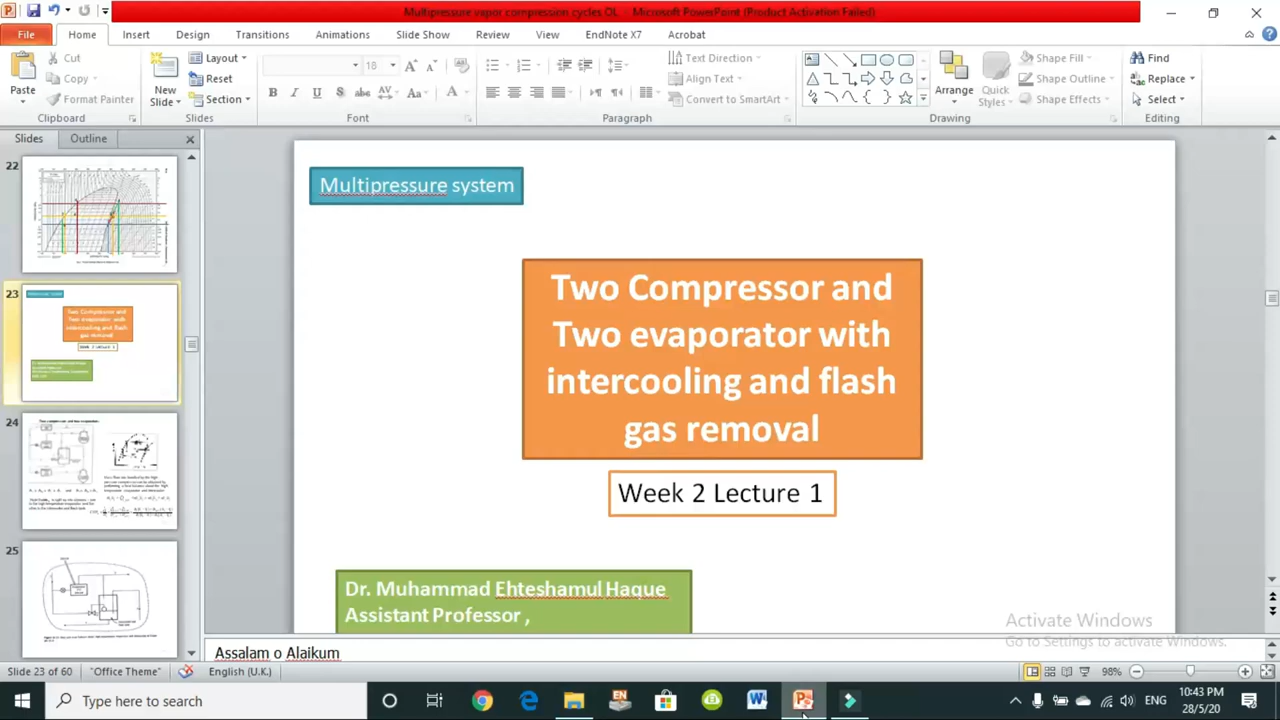 Multipressure vapor compression cycles OL - Microsoft PowerPoint (Product Activation Failed)
File Home Insert Design Transitions Animations Slide Show Review View EndNote X7 Acrobat
Paste
Cut
Copy
Format Painter
Clipboard
New Slide
Layout
Reset
Section
Slides
18
B I U S abc AV Aa A
Font
Paragraph
Text Direction
Align Text
Convert to SmartArt
Arrange
Quick Styles
Shape Fill
Shape Outline
Shape Effects
Drawing
Find
Replace
Select
Editing
Slides Outline
22
23
24
25
Multipressure system
Two Compressor and
Two evaporator with
intercooling and flash
gas removal
Week 2 Lecture 1
Dr. Muhammad Ehteshamul Haque
Assistant Professor ,
Activate Windows
Go to Settings to activate Windows.
Assalam o Alaikum
Slide 23 of 60 "Office Theme" English (U.K.) 98%
Type here to search
ENG
10:43 PM
28/5/20